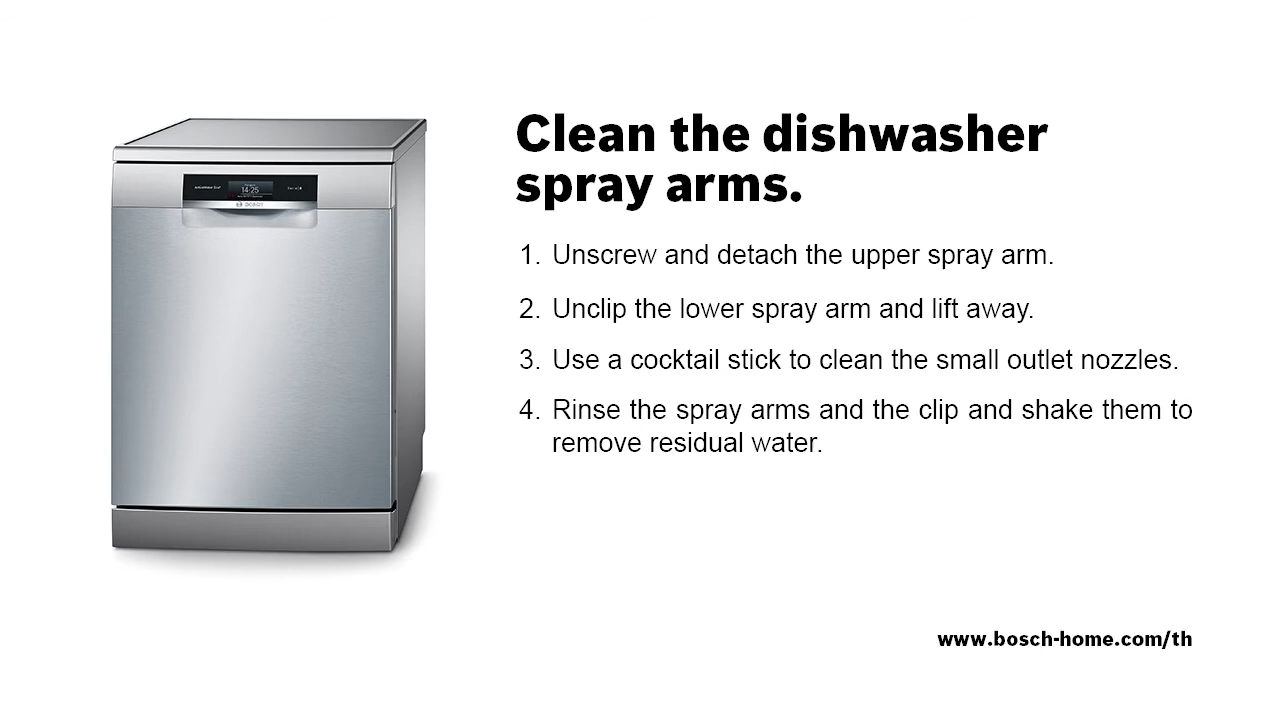 Clean the dishwasher
spray arms.
1. Unscrew and detach the upper spray arm.
2. Unclip the lower spray arm and lift away.
3. Use a cocktail stick to clean the small outlet nozzles.
4. Rinse the spray arms and the clip and shake them to
remove residual water.
14:25
BOSCH
www.bosch-home.com/th